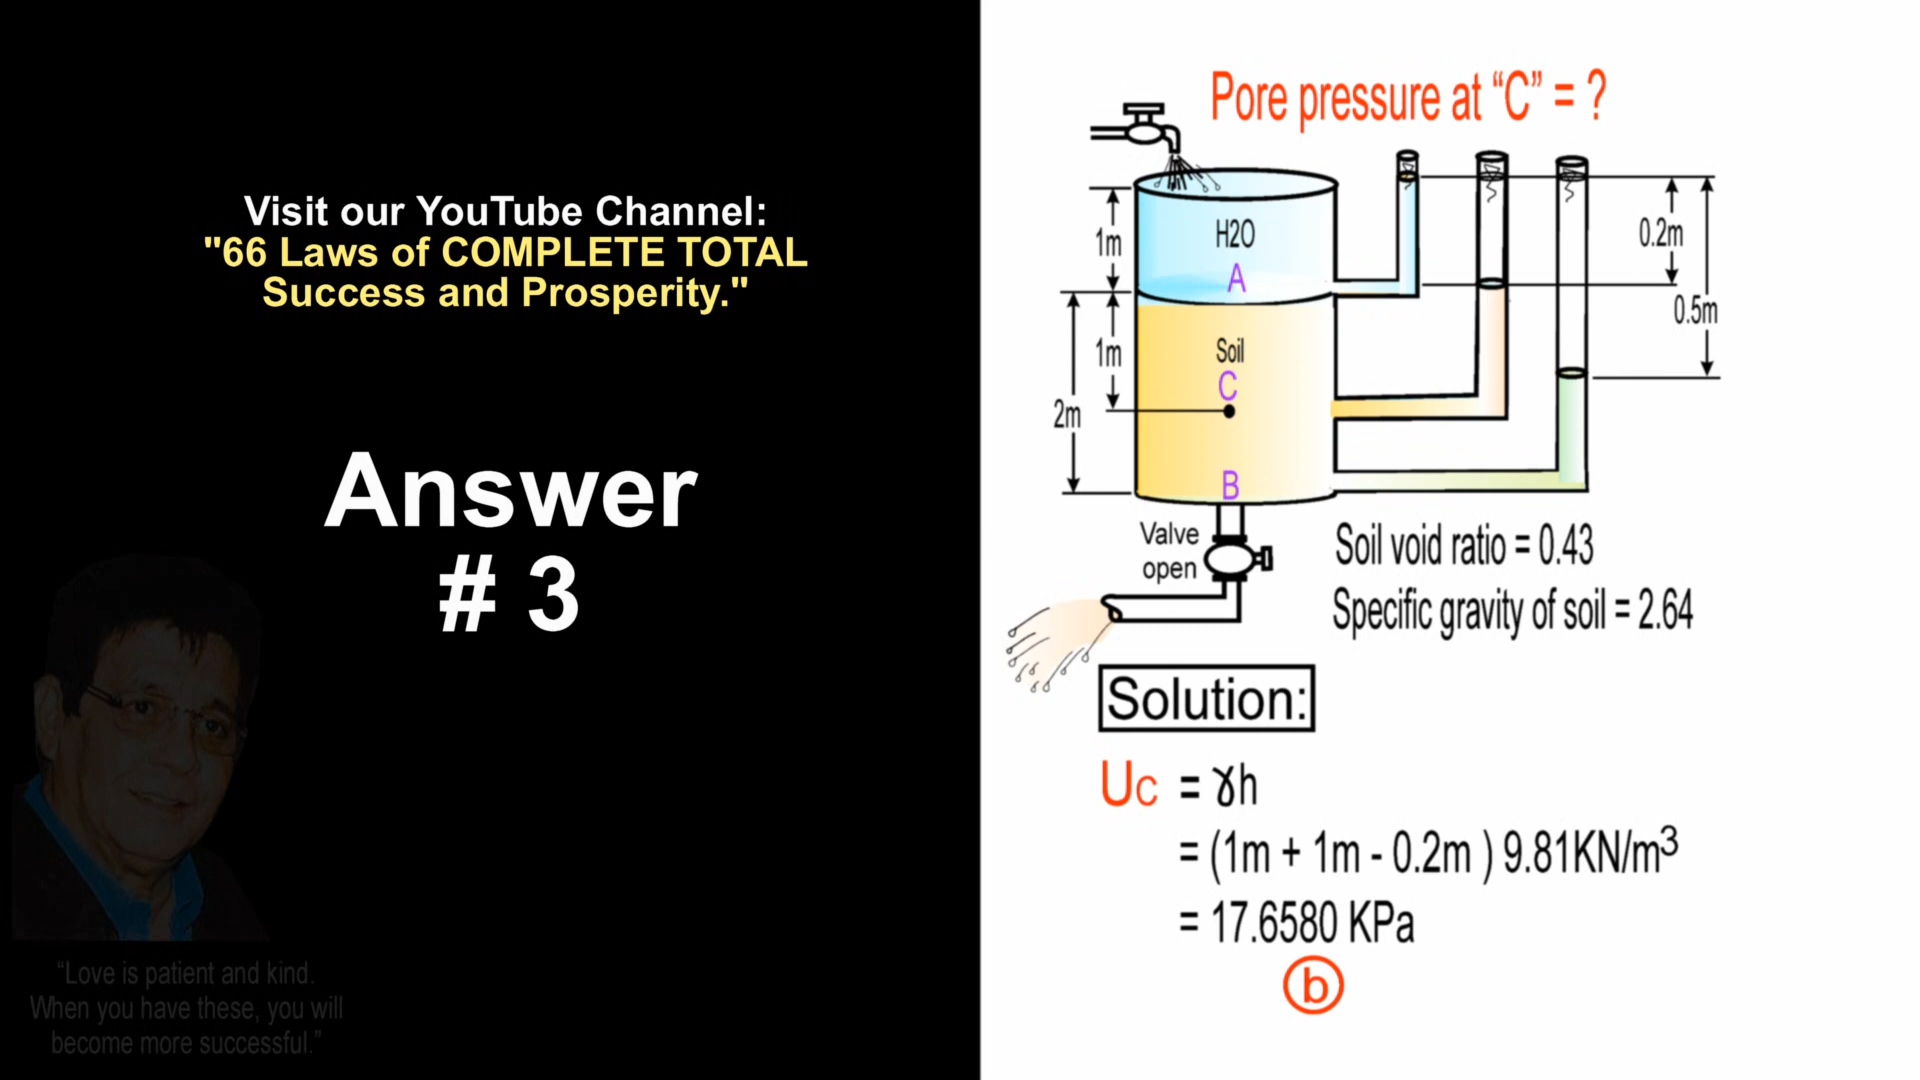 Visit our YouTube Channel:
"66 Laws of COMPLETE TOTAL
Success and Prosperity."
Answer
# 3
“Love is patient and kind.
When you have these, you will
become more successful.”
Pore pressure at “C” = ?
1m
H2O
A
0.2m
0.5m
1m
Soil
C
2m
B
Valve
open
Soil void ratio = 0.43
Specific gravity of soil = 2.64
Solution:
Uc = γh
= (1m + 1m - 0.2m ) 9.81KN/m³
= 17.6580 KPa
b